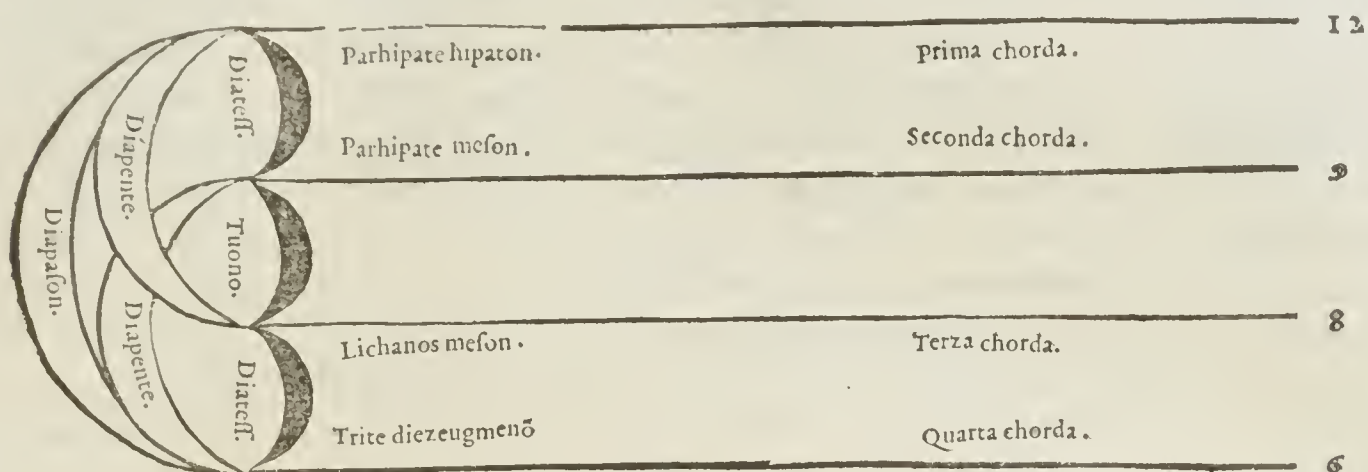 12
Parhipate hipaton. Prima chorda.
Diateſſ.
Diapente.
Parhipate meſon. Seconda chorda.
9
Diapaſon.
Tuono.
8
Lichanos meſon. Terza chorda.
Diapente.
Diateſſ.
Trite diezeugmenõ Quarta chorda.
6